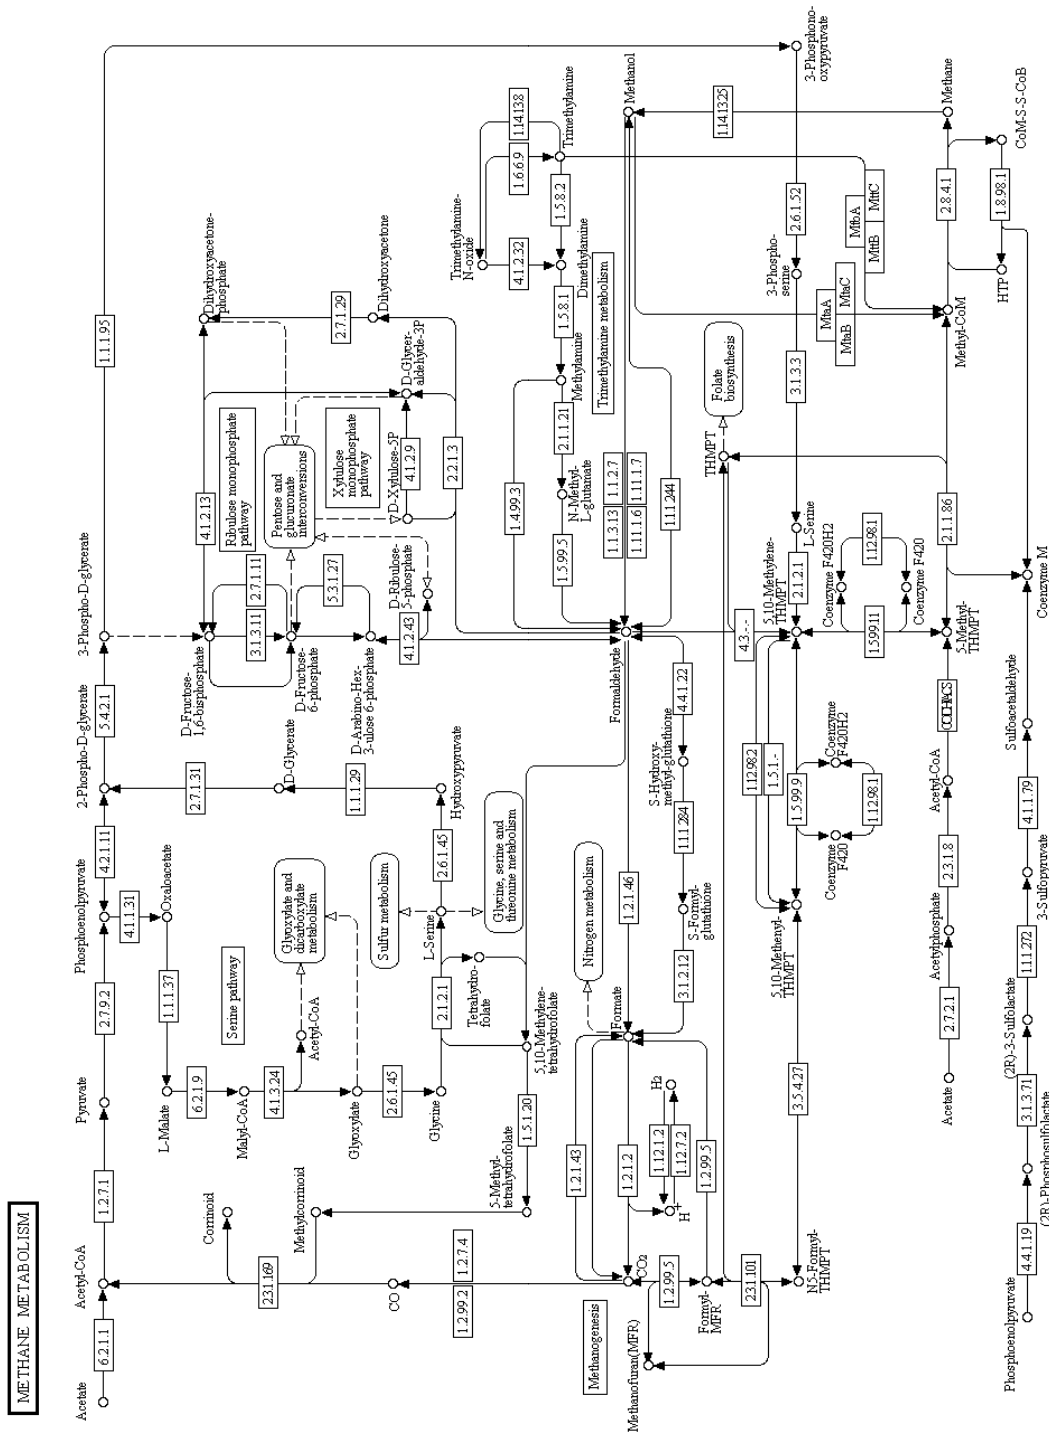 METHANE METABOLISM
Acetate
6.2.1.1
Acetyl-CoA
1.2.7.1
Pyruvate
2.7.9.2
Phosphoenolpyruvate
4.2.1.11
2-Phospho-D-glycerate
5.4.2.1
3-Phospho-D-glycerate
1.1.1.95
4.1.1.31
Oxaloacetate
1.1.1.37
L-Malate
6.2.1.9
Malyl-CoA
4.1.3.24
Acetyl-CoA
Glyoxylate
2.6.1.45
Glycine
2.1.2.1
L-Serine
2.6.1.45
Hydroxypyruvate
1.1.1.29
D-Glycerate
2.7.1.31
Serine pathway
Glyoxylate and
dicarboxylate
metabolism
Sulfur metabolism
Glycine, serine and
threonine metabolism
Tetrahydro-
folate
5,10-Methylene-
tetrahydrofolate
1.5.1.20
5-Methyl-
tetrahydrofolate
Corrinoid
Methylcorrinoid
2.3.1.169
CO
1.2.99.2
1.2.7.4
D-Fructose-
1,6-bisphosphate
3.1.3.11
2.7.1.11
D-Fructose-
6-phosphate
5.3.1.27
D-Arabino-Hex-
3-ulose 6-phosphate
4.1.2.43
D-Ribulose-
5-phosphate
4.1.2.13
Ribulose monophosphate
pathway
Pentose and
glucuronate
interconversions
Xylulose
monophosphate
pathway
D-Xylulose-5P
4.1.2.9
D-Glycer-
aldehyde-3P
2.2.1.3
Dihydroxyacetone-
phosphate
2.7.1.29
Dihydroxyacetone
Trimethylamine-
N-oxide
1.6.6.9
1.14.13.8
Trimethylamine
4.1.2.32
1.5.8.2
Dimethylamine
1.5.8.1
Methylamine
2.1.1.21
N-Methyl-
L-glutamate
1.5.99.5
1.4.99.3
Trimethylamine metabolism
Methanol
1.1.3.13
1.1.2.7
1.11.1.6
1.11.1.7
1.1.1.244
Formaldehyde
1.2.1.46
Formate
Nitrogen metabolism
1.2.1.43
1.2.1.2
CO2
1.12.1.2
1.12.7.2
H2
H+
1.2.99.5
4.4.1.22
S-Hydroxy-
methyl-glutathione
1.1.1.284
S-Formyl-
glutathione
3.1.2.12
Methanogenesis
Methanofuran(MFR)
1.2.99.5
Formyl-
MFR
2.3.1.101
N5-Formyl-
THMPT
3.5.4.27
5,10-Methenyl-
THMPT
1.12.98.2
1.5.1.-
1.5.99.9
Coenzyme
F420
Coenzyme
F420H2
1.12.98.1
4.3.-.-
5,10-Methylene-
THMPT
2.1.2.1
L-Serine
3.1.3.3
3-Phospho-
serine
2.6.1.52
3-Phosphono-
oxypyruvate
THMPT
Folate
biosynthesis
1.5.99.11
Coenzyme F420H2
Coenzyme F420
1.12.98.1
5-Methyl-
THMPT
2.1.1.86
Methyl-CoM
MtaA
MtaB
MtaC
MtbA
MttB
MttC
1.14.13.25
2.8.4.1
Methane
HTP
1.8.98.1
CoM-S-S-CoB
Acetate
2.7.2.1
Acetylphosphate
2.3.1.8
Acetyl-CoA
Phosphoenolpyruvate
4.4.1.19
(2R)-Phosphosulfolactate
3.1.3.71
(2R)-3-Sulfolactate
1.1.1.272
3-Sulfopyruvate
4.1.1.79
Sulfoacetaldehyde
Coenzyme M